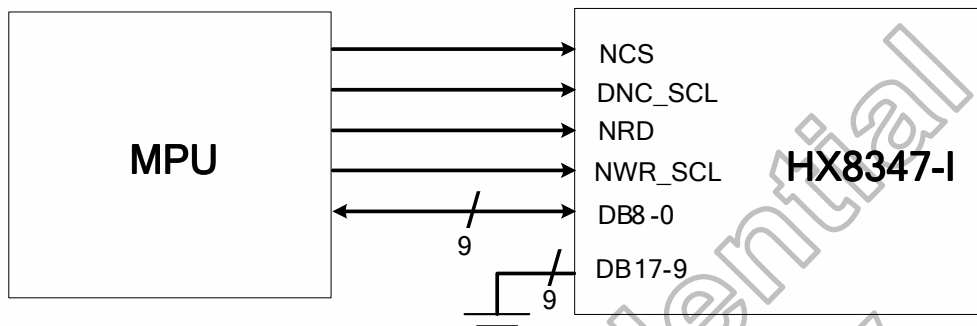 NCS
DNC_SCL
NRD
MPU
HX8347-I
NWR_SCL
DB8-0
9
DB17-9
9